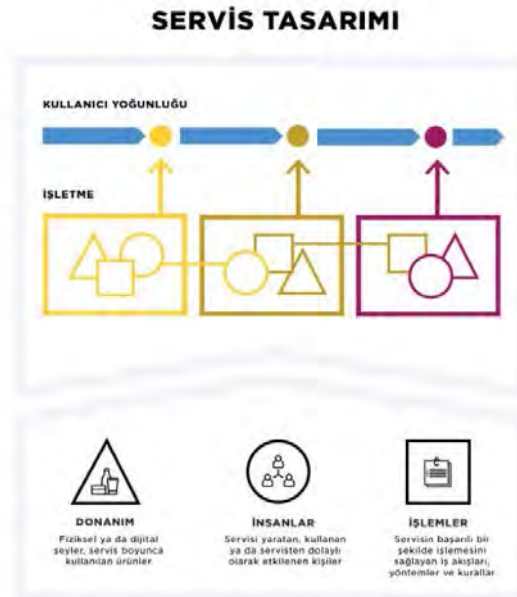 SERVİS TASARIMI
KULLANICI YOĞUNLUĞU
İŞLETME
DONANIM
Fiziksel ya da dijital
şeyler, servis boyunca
kullanılan ürünler
İNSANLAR
Servisi yaratan, kullanan
ya da servisten dolaylı
olarak etkilenen kişiler
İŞLEMLER
Servisin başarılı bir
şekilde işlemesini
sağlayan iş akışları,
yöntemler ve kurallar